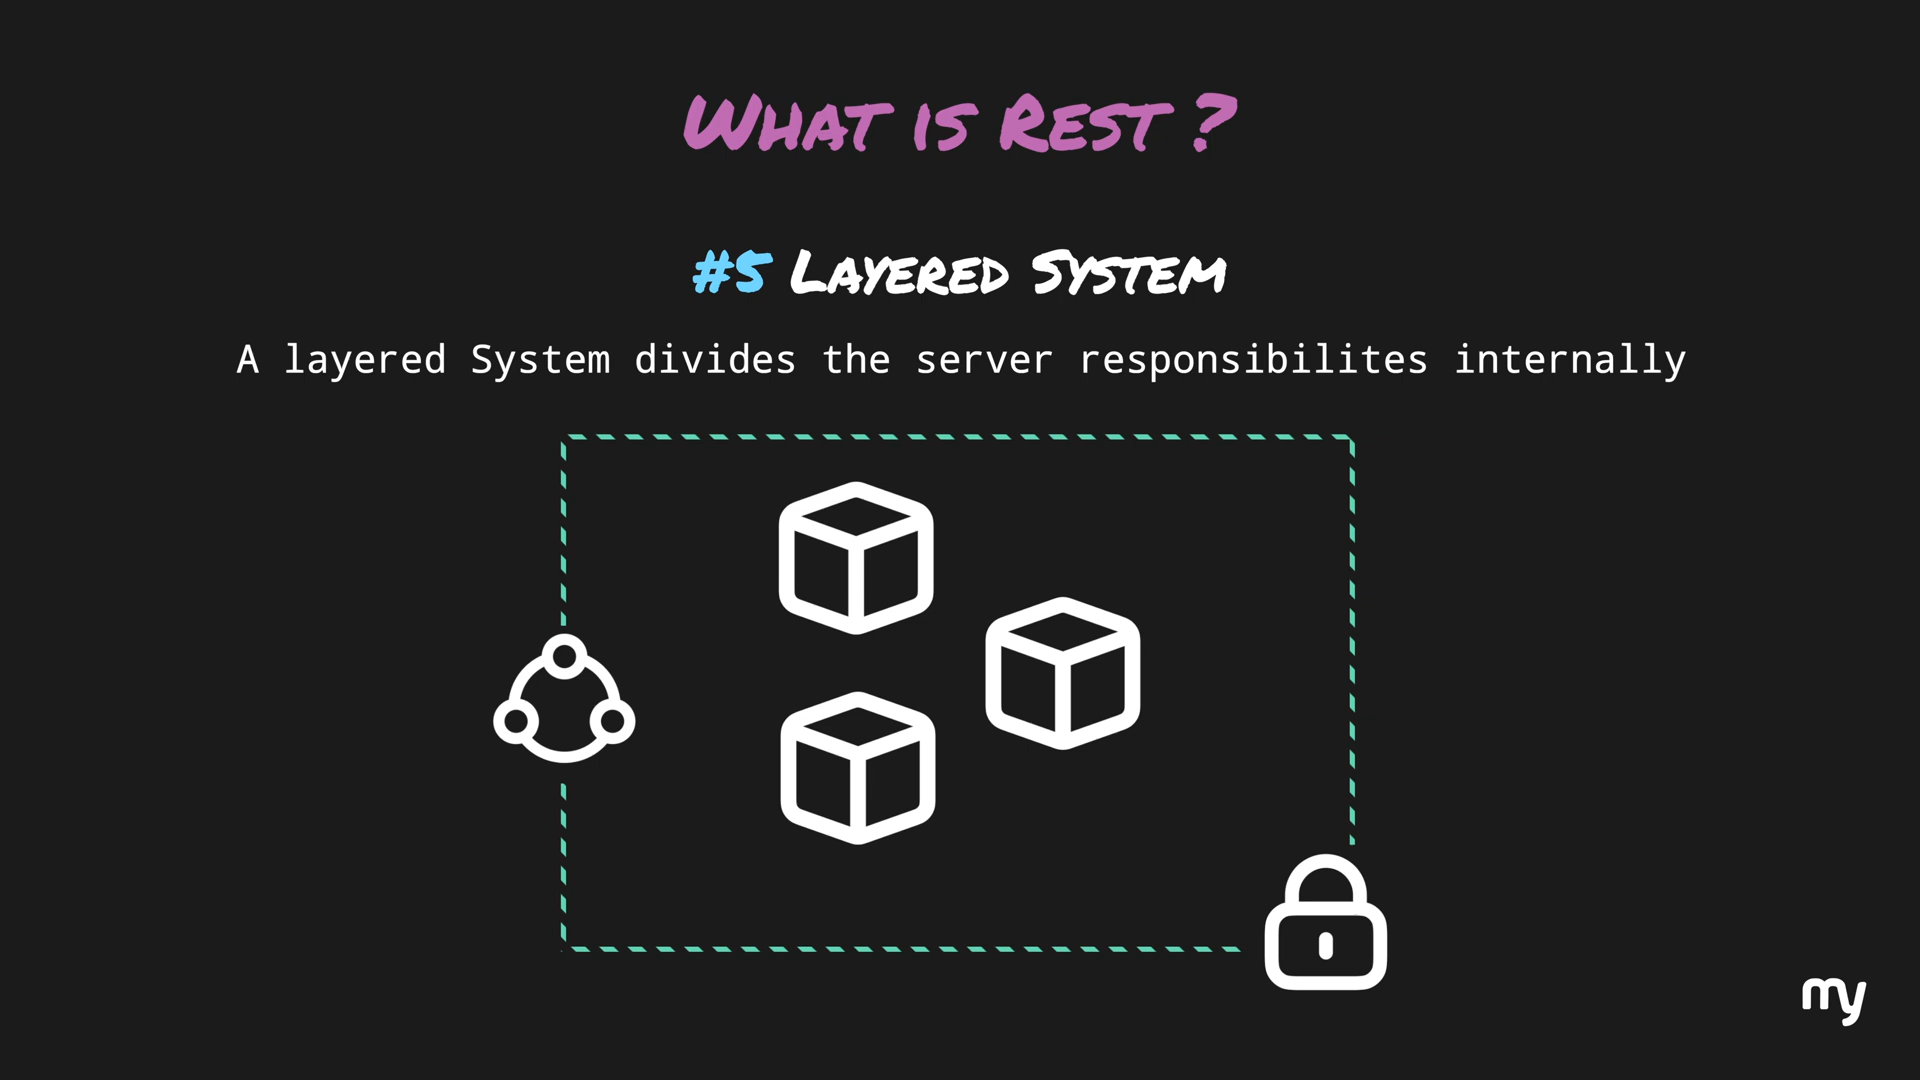 What is Rest ?
#5 Layered System
A layered System divides the server responsibilites internally
my